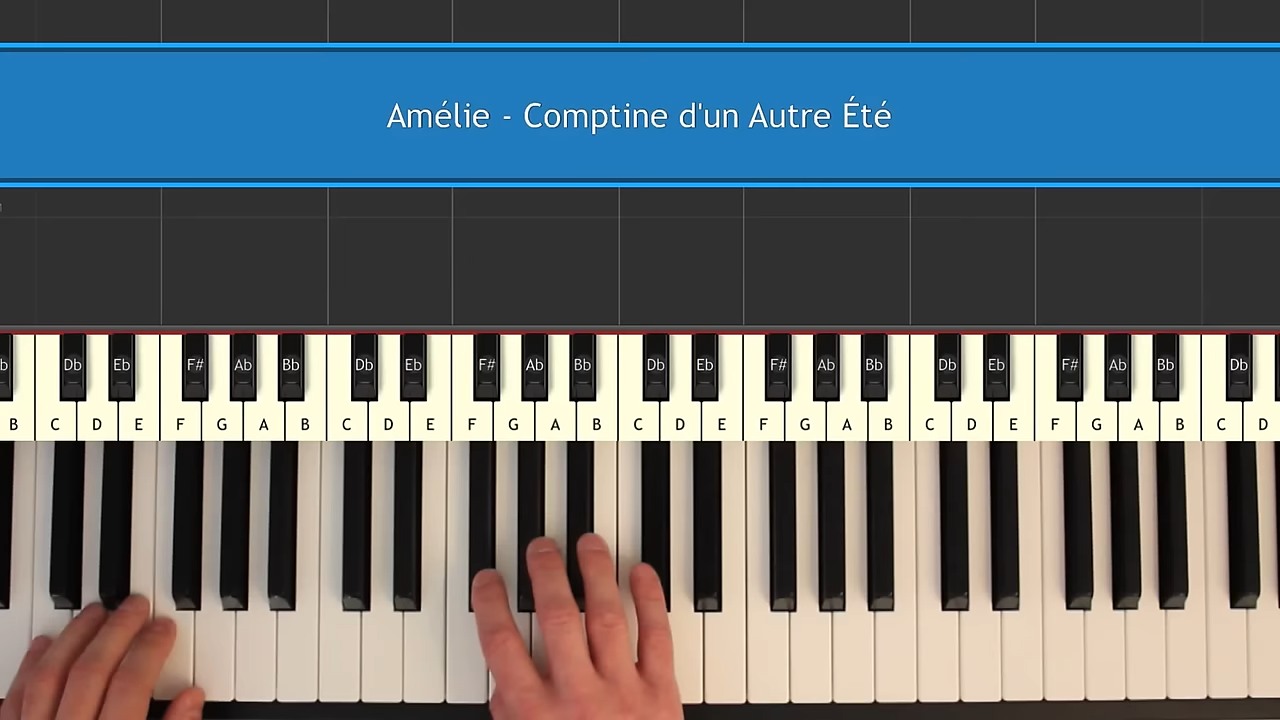 Amélie - Comptine d'un Autre Été
Db Eb F# Ab Bb Db Eb F# Ab Bb Db Eb F# Ab Bb Db Eb F# Ab Bb Db
B C D E F G A B C D E F G A B C D E F G A B C D E F G A B C D